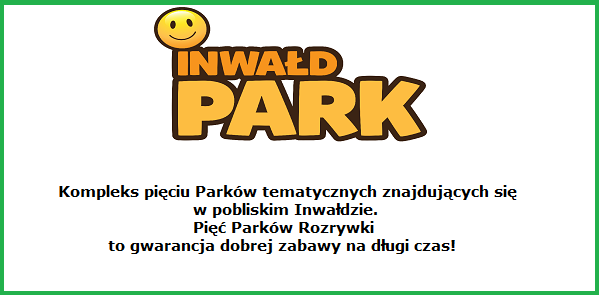 INWAŁD
PARK
Kompleks pięciu Parków tematycznych znajdujących się
w pobliskim Inwałdzie.
Pięć Parków Rozrywki
to gwarancja dobrej zabawy na długi czas!